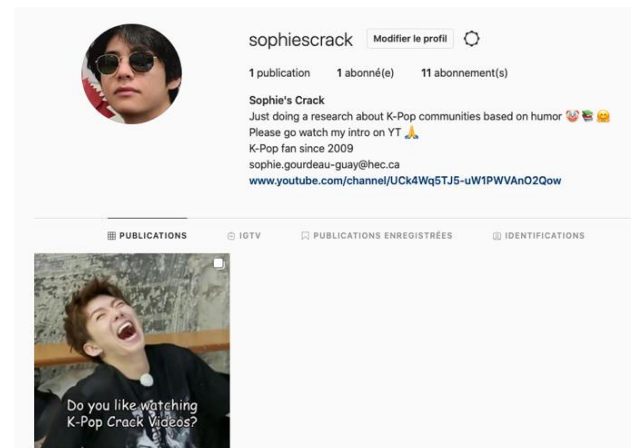 sophiescrack Modifier le profil
1 publication 1 abonné(e) 11 abonnement(s)
Sophie's Crack
Just doing a research about K-Pop communities based on humor 🤡 📚 🤗
Please go watch my intro on YT 🙏
K-Pop fan since 2009
sophie.gourdeau-guay@hec.ca
www.youtube.com/channel/UCk4Wq5TJ5-uW1PWVAnO2Qow
PUBLICATIONS IGTV PUBLICATIONS ENREGISTRÉES IDENTIFICATIONS
Do you like watching
K-Pop Crack Videos?